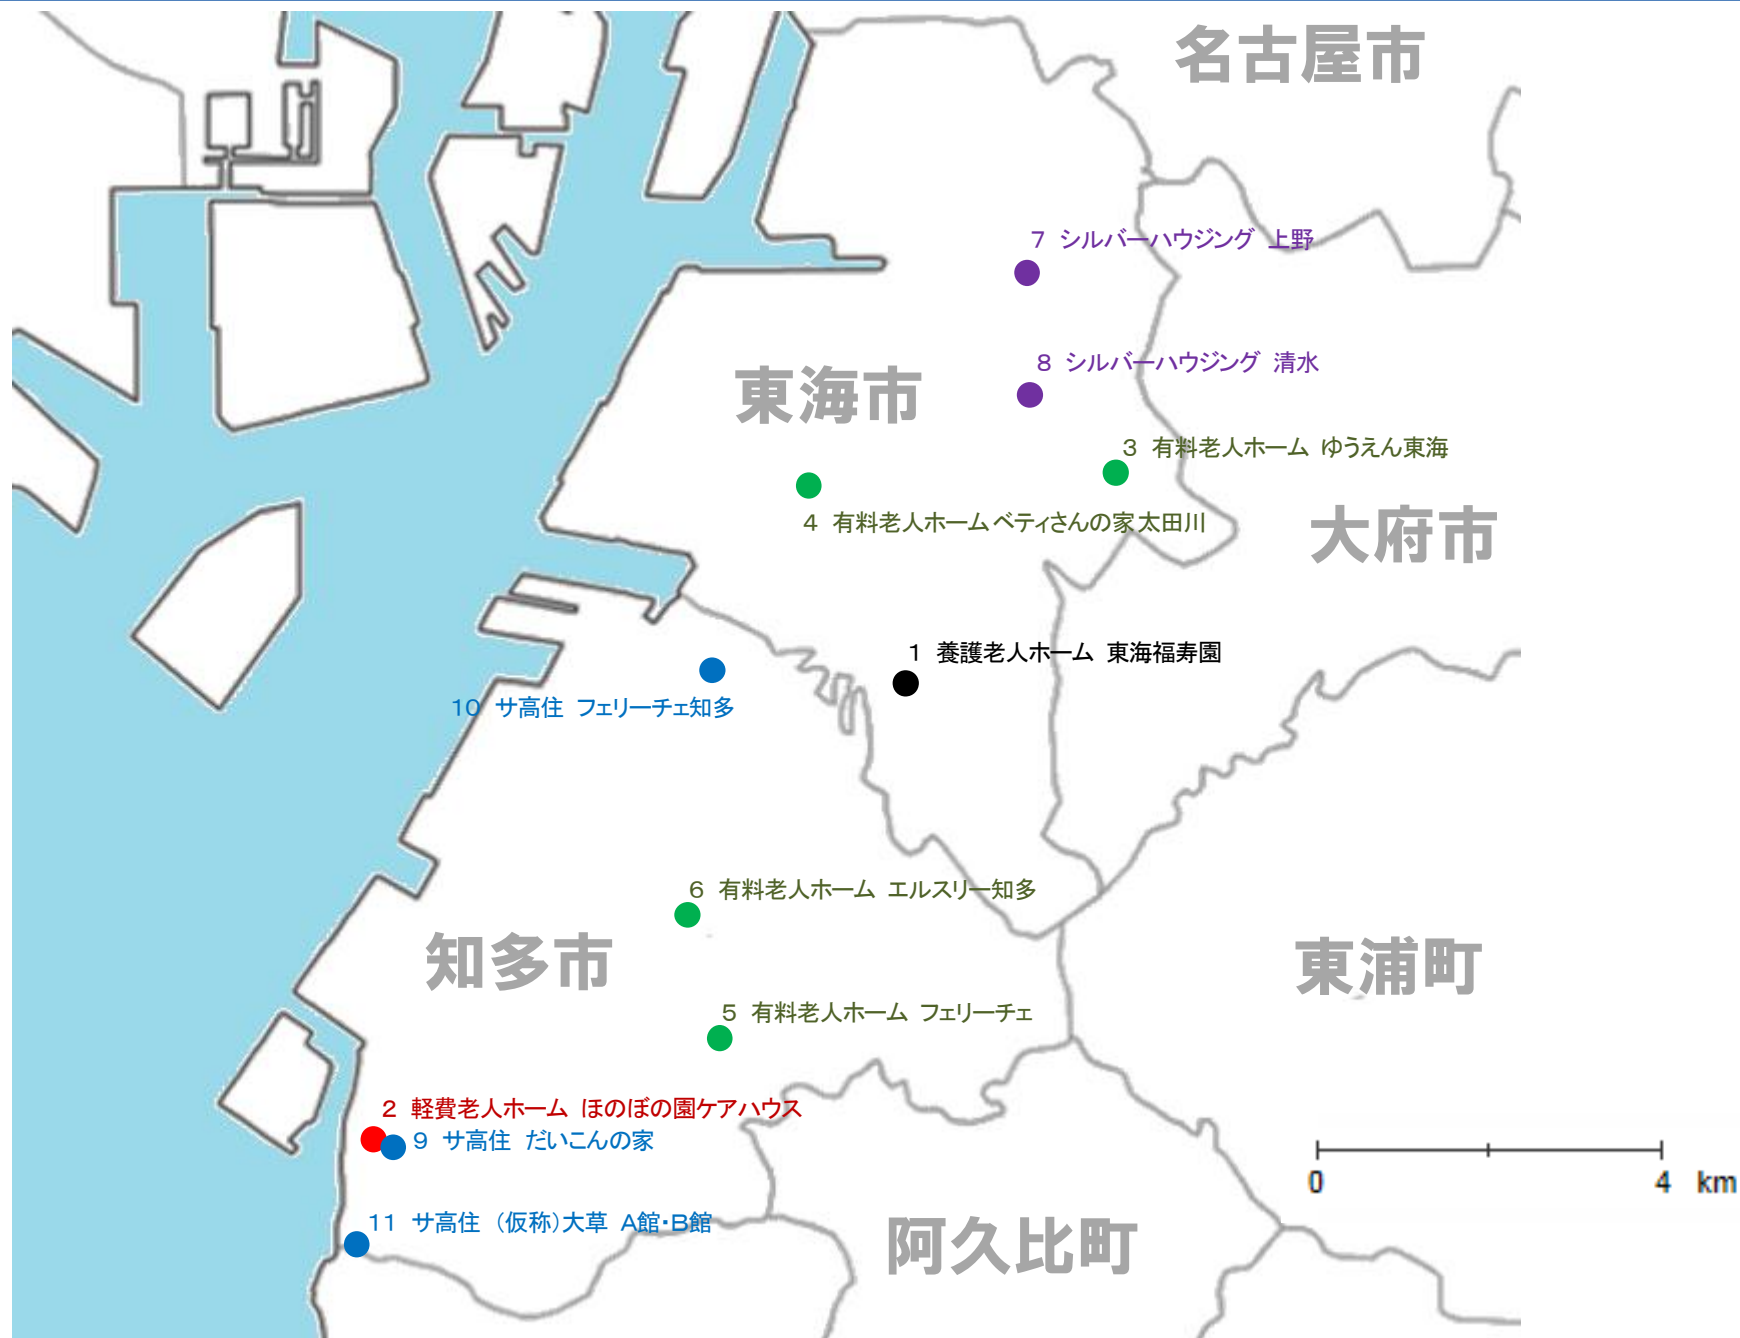 名古屋市
7 シルバーハウジング 上野
8 シルバーハウジング 清水
東海市
3 有料老人ホーム ゆうえん東海
4 有料老人ホームベティさんの家太田川
大府市
1 養護老人ホーム 東海福寿園
10 サ高住 フェリーチェ知多
6 有料老人ホーム エルスリー知多
知多市
東浦町
5 有料老人ホーム フェリーチェ
2 軽費老人ホーム ほのぼの園ケアハウス
9 サ高住 だいこんの家
0 4 km
11 サ高住 (仮称)大草 A館・B館
阿久比町